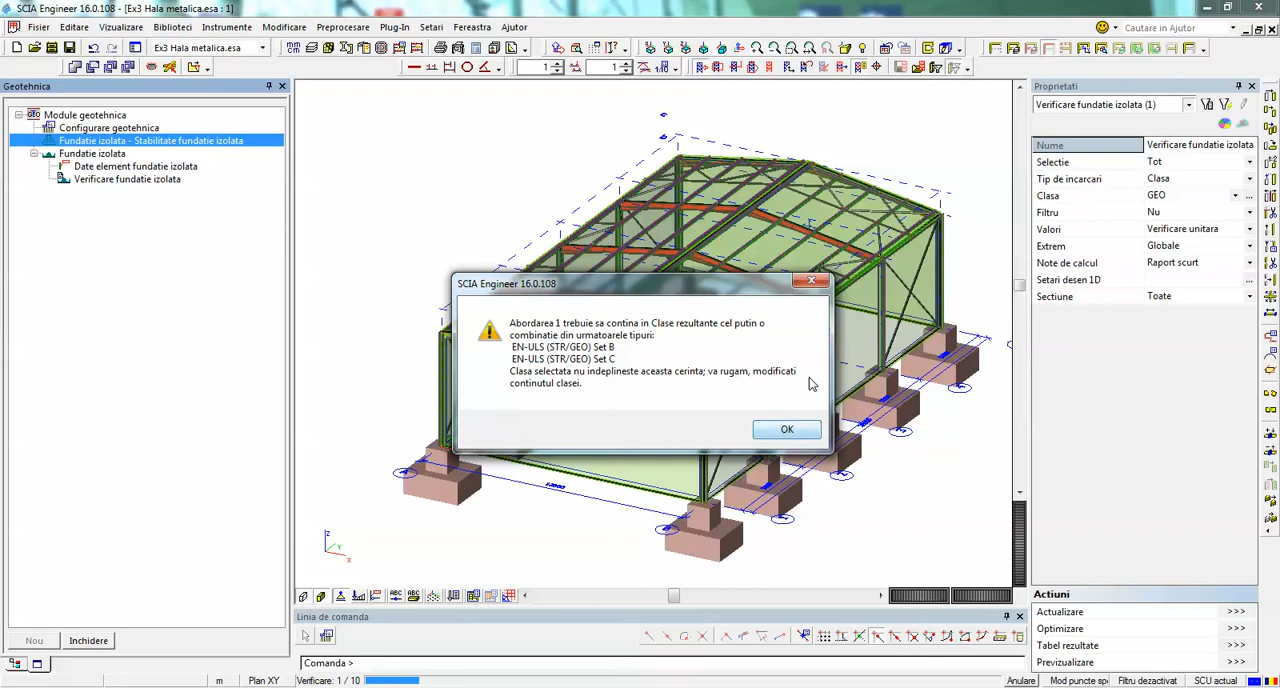 SCIA Engineer 16.0.108 - [Ex3 Hala metalica.esa : 1]
Fisier Editare Vizualizare Biblioteci Instrumente Modificare Preprocesare Plug-In Setari Fereastra Ajutor
Cautare in Ajutor
Ex3 Hala metalica.esa
1 1
Geotehnica
Module geotehnica
Configurare geotehnica
Fundatie izolata - Stabilitate fundatie izolata
Fundatie izolata
Date element fundatie izolata
Verificare fundatie izolata
Nou Inchidere
SCIA Engineer 16.0.108
Abordarea 1 trebuie sa contina in Clase rezultante cel putin o
combinatie din urmatoarele tipuri:
EN-ULS (STR/GEO) Set B
EN-ULS (STR/GEO) Set C
Clasa selectata nu indeplineste aceasta cerinta; va rugam, modificati
continutul clasei.
OK
Proprietati
Verificare fundatie izolata (1)
Nume Verificare fundatie izolata
Selectie Tot
Tip de incarcari Clasa
Clasa GEO
Filtru Nu
Valori Verificare unitara
Extrem Globale
Note de calcul Raport scurt
Setari desen 1D
Sectiune Toate
Actiuni
Actualizare >>>
Optimizare >>>
Tabel rezultate >>>
Previzualizare >>>
Linia de comanda
Comanda >
m Plan XY Verificare: 1 / 10 Anulare Mod puncte spe Filtru dezactivat SCU actual